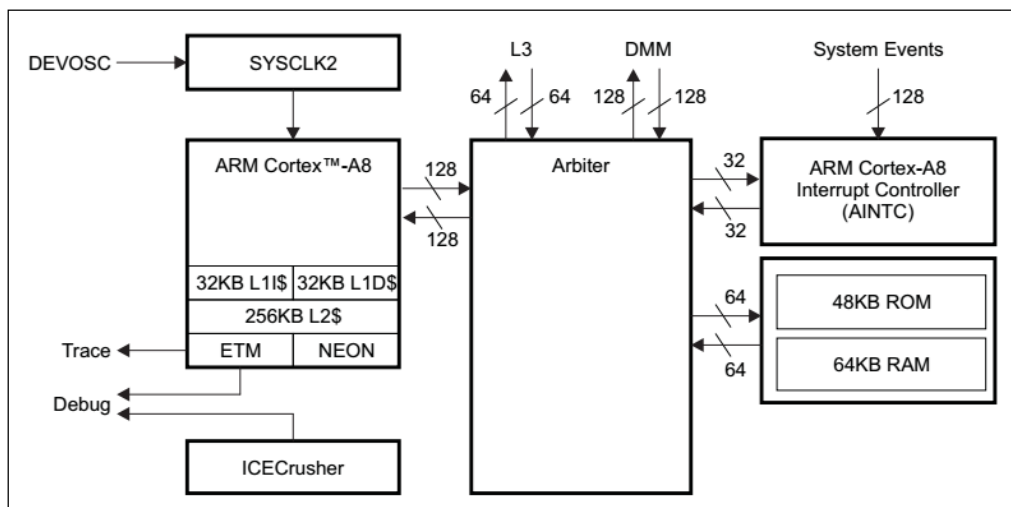 DEVOSC
SYSCLK2
L3
DMM
System Events
64
64
128
128
128
ARM Cortex™-A8
Arbiter
ARM Cortex-A8
Interrupt Controller
(AINTC)
128
128
32
32
32KB L1I$
32KB L1D$
256KB L2$
ETM
NEON
64
64
48KB ROM
64KB RAM
Trace
Debug
ICECrusher